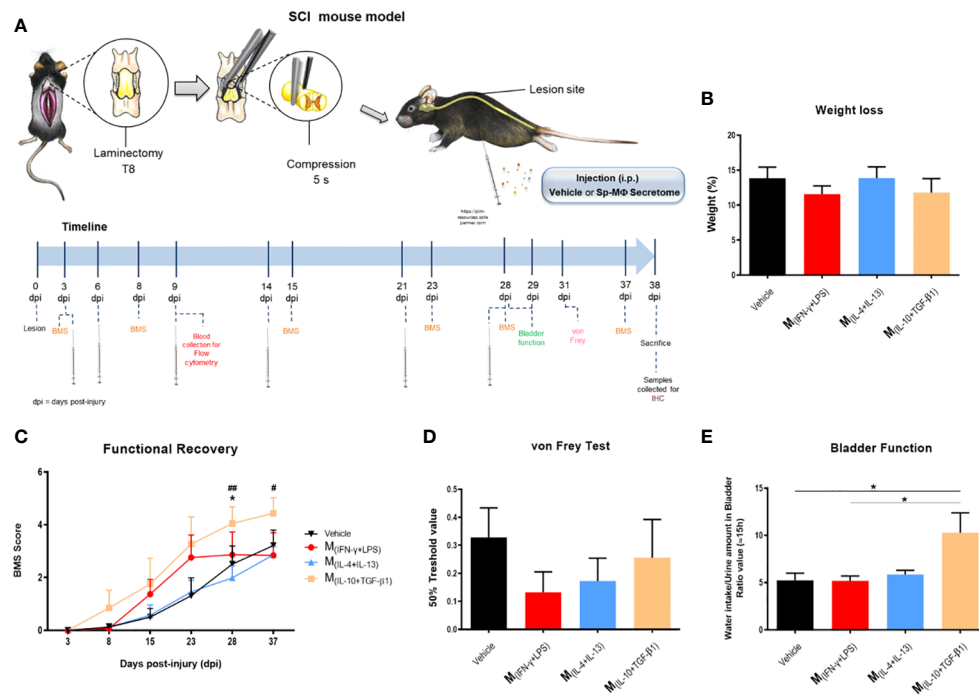 A
SCI mouse model
Laminectomy
T8
Compression
5 s
Lesion site
Injection (i.p.)
Vehicle or Sp-MΦ Secretome
Timeline
0 3 6 8 9 14 15 21 23 28 29 31 37 38
dpi dpi dpi dpi dpi dpi dpi dpi dpi dpi dpi dpi dpi
Lesion
BMS
BMS
Blood
collection for
Flow
cytometry
BMS
BMS
BMS
Bladder
function
von
Frey
BMS
Sacrifice
Samples
collected for
IHC
dpi = days post-injury
B
Weight loss
Weight (%)
20
15
10
5
0
Vehicle
M(IFN-γ+LPS)
M(IL-4+IL-13)
M(IL-10+TGF-β1)
C
Functional Recovery
BMS Score
6
4
2
0
3 8 15 23 28 37
Days post-injury (dpi)
##
*
#
Vehicle
M(IFN-γ+LPS)
M(IL-4+IL-13)
M(IL-10+TGF-β1)
D
von Frey Test
50% Treshold value
0.5
0.4
0.3
0.2
0.1
0.0
Vehicle
M(IFN-γ+LPS)
M(IL-4+IL-13)
M(IL-10+TGF-β1)
E
Bladder Function
Water intake/Urine amount in Bladder
Ratio value (≈15h)
15
10
5
0
*
*
Vehicle
M(IFN-γ+LPS)
M(IL-4+IL-13)
M(IL-10+TGF-β1)